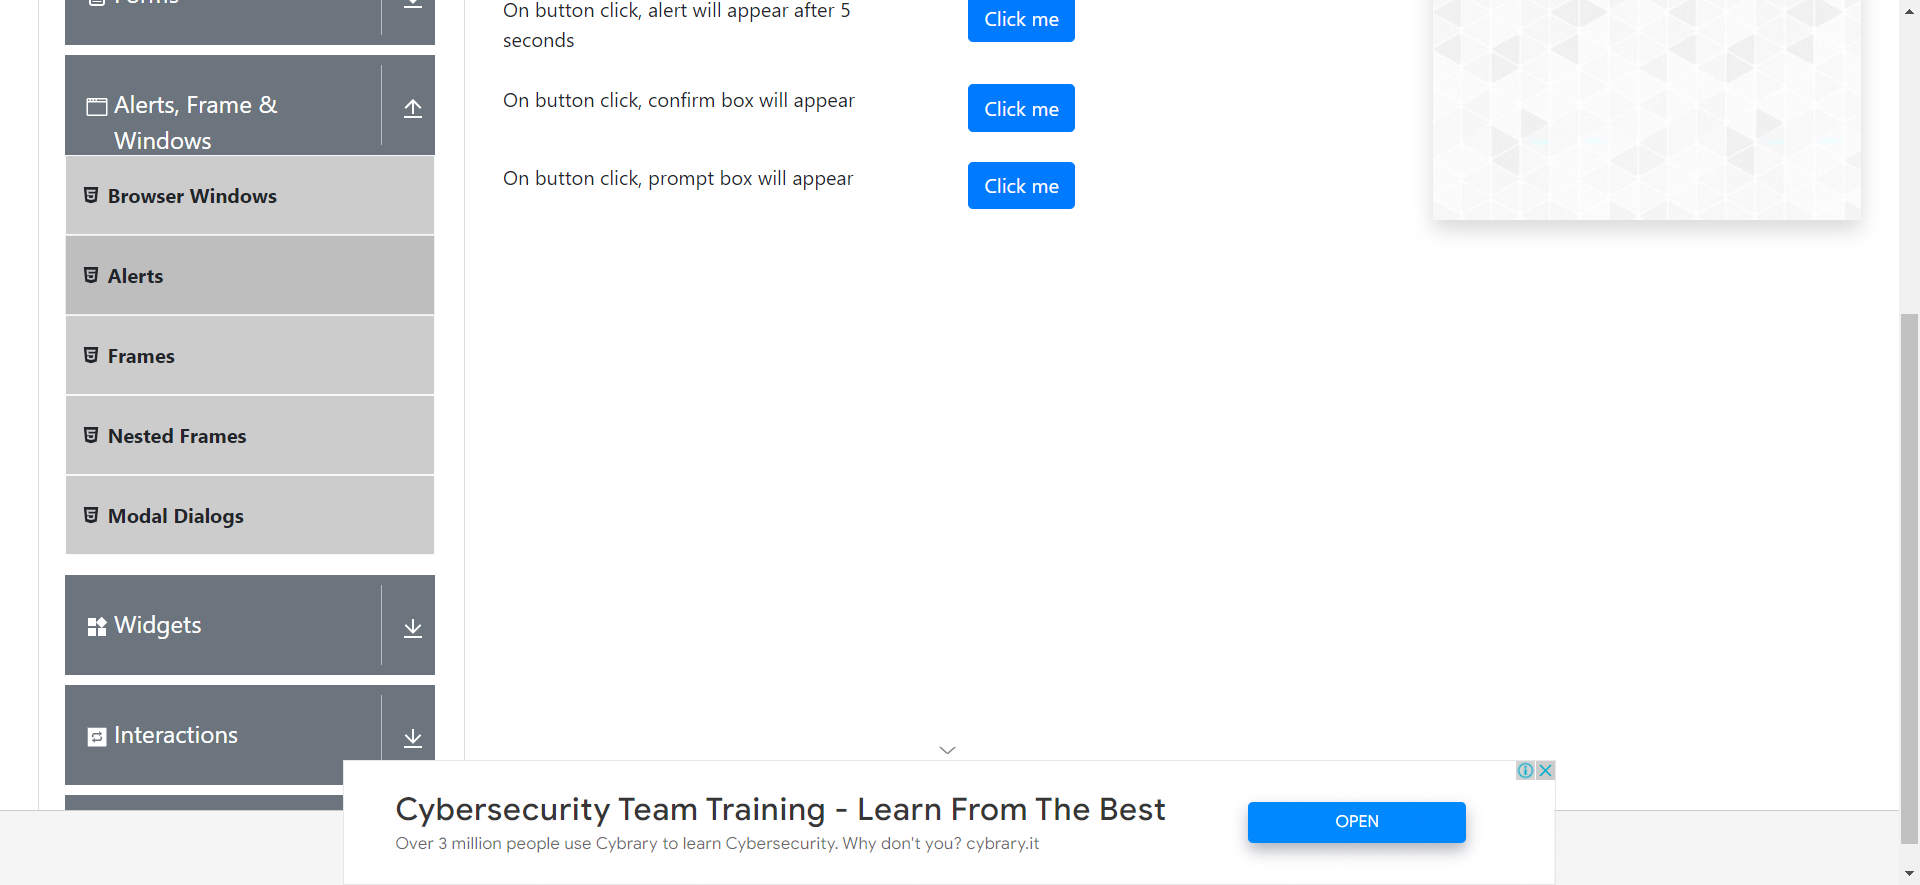 Forms
Alerts, Frame &
Windows
Browser Windows
Alerts
Frames
Nested Frames
Modal Dialogs
Widgets
Interactions
On button click, alert will appear after 5
seconds
Click me
On button click, confirm box will appear
Click me
On button click, prompt box will appear
Click me
Cybersecurity Team Training - Learn From The Best
Over 3 million people use Cybrary to learn Cybersecurity. Why don't you? cybrary.it
OPEN